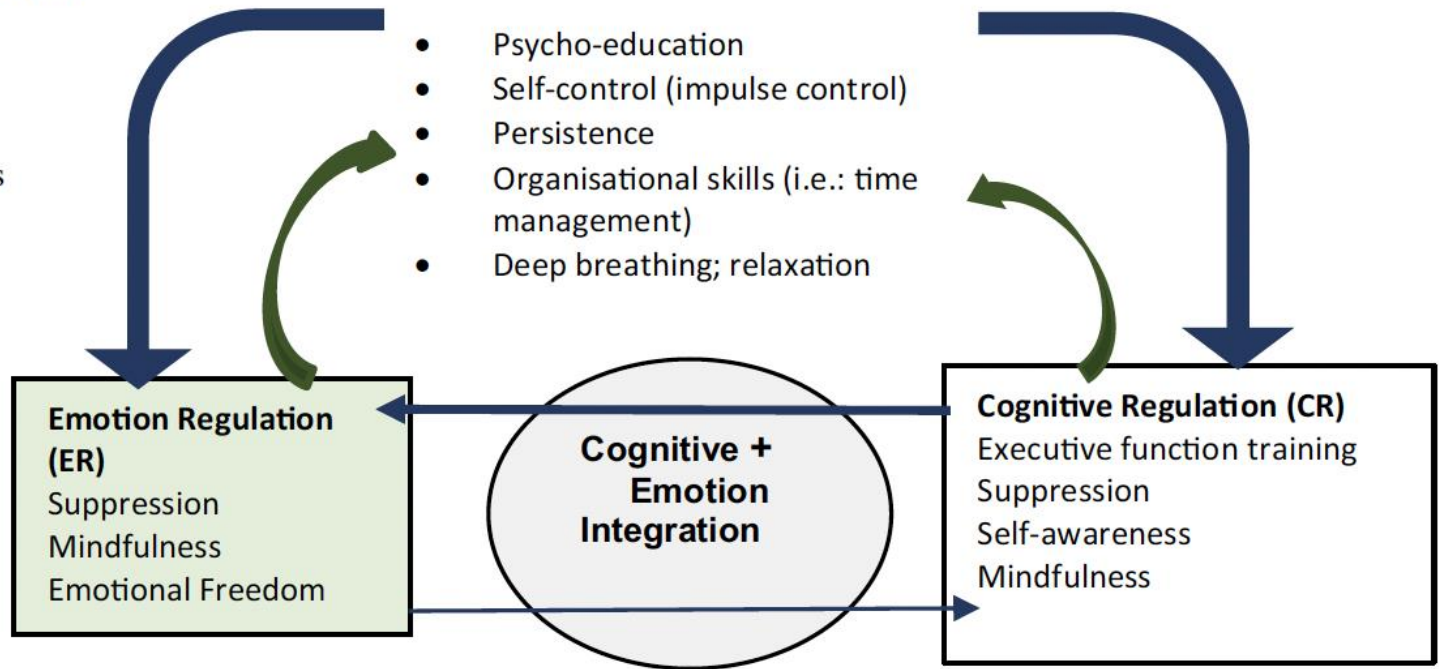 • Psycho-education
• Self-control (impulse control)
• Persistence
s
• Organisational skills (i.e.: time
management)
• Deep breathing; relaxation
Emotion Regulation
(ER)
Suppression
Mindfulness
Emotional Freedom
Cognitive +
Emotion
Integration
Cognitive Regulation (CR)
Executive function training
Suppression
Self-awareness
Mindfulness